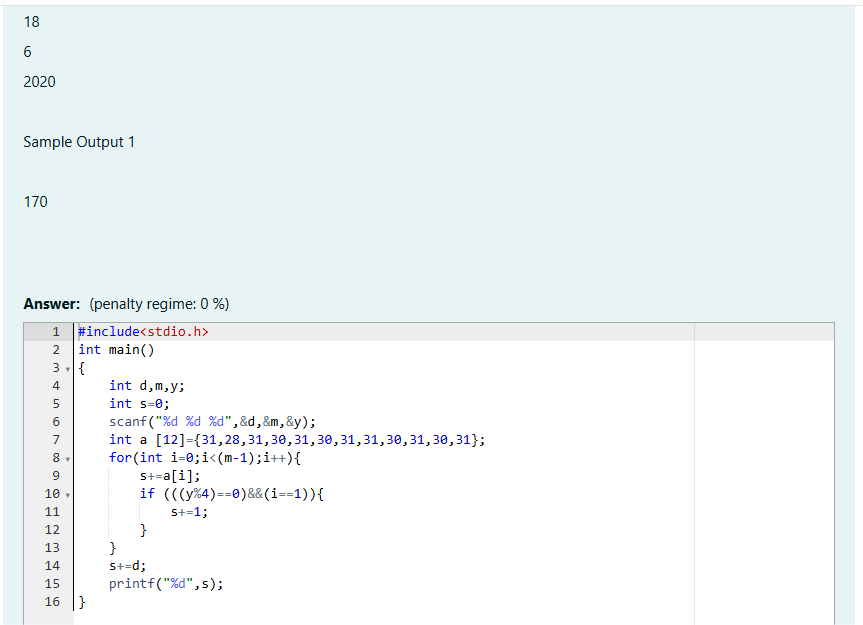 18
6
2020
Sample Output 1
170
Answer: (penalty regime: 0 %)
1 #include<stdio.h>
2 int main()
3 {
4     int d,m,y;
5     int s=0;
6     scanf("%d %d %d",&d,&m,&y);
7     int a [12]={31,28,31,30,31,30,31,31,30,31,30,31};
8     for(int i=0;i<(m-1);i++){
9         s+=a[i];
10         if (((y%4)==0)&&(i==1)){
11             s+=1;
12         }
13     }
14     s+=d;
15     printf("%d",s);
16 }